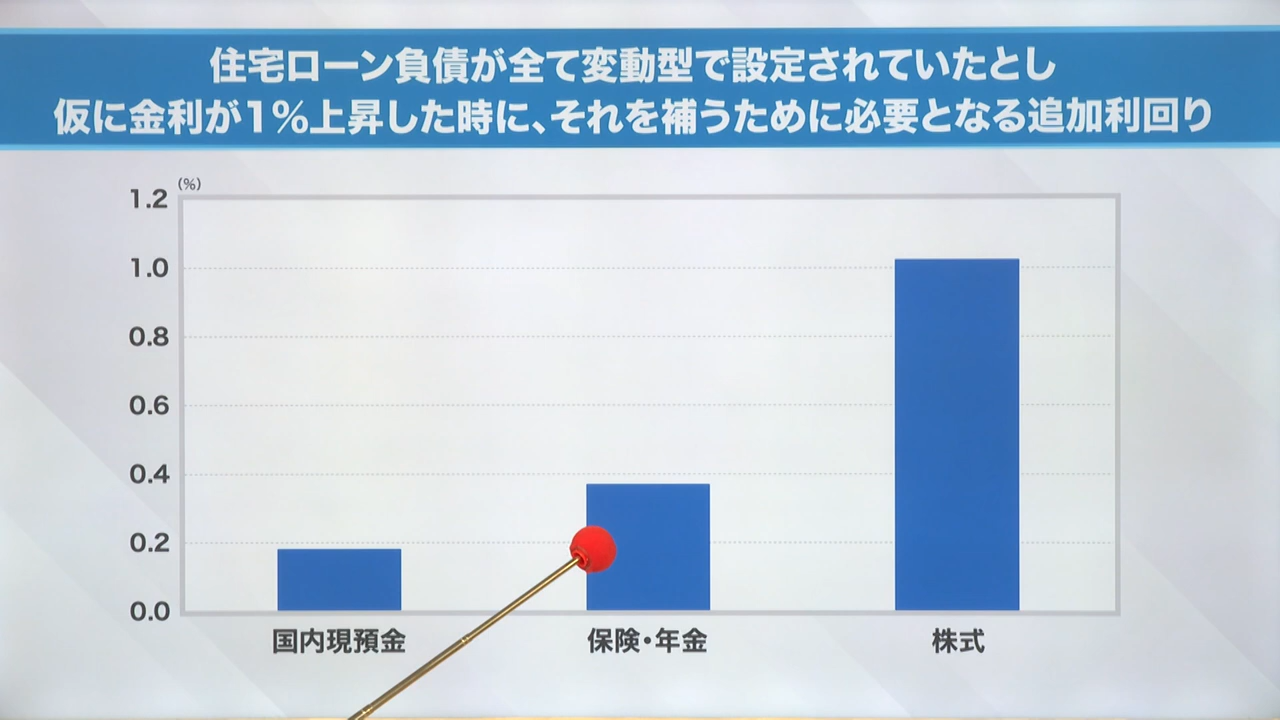 住宅ローン負債が全て変動型で設定されていたとし
仮に金利が1%上昇した時に、それを補うために必要となる追加利回り
(%)
1.2
1.0
0.8
0.6
0.4
0.2
0.0
国内現預金
保険・年金
株式